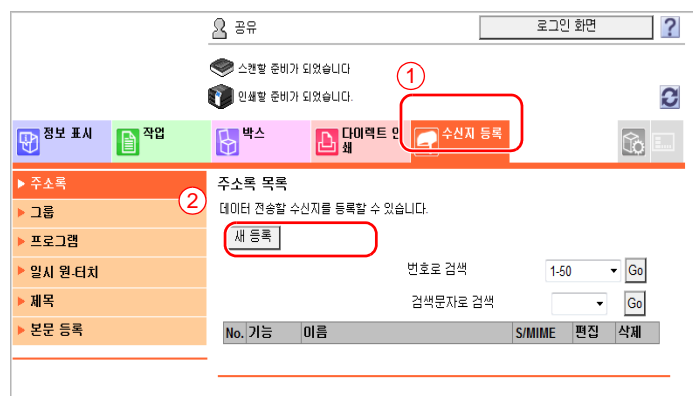 공유
로그인 화면
?
스캔할 준비가 되었습니다
인쇄할 준비가 되었습니다.
1
정보 표시
작업
박스
다이렉트 인
쇄
수신지 등록
주소록
그룹
프로그램
일시 원-터치
제목
본문 등록
주소록 목록
2
데이터 전송할 수신지를 등록할 수 있습니다.
새 등록
번호로 검색 1-50 Go
검색문자로 검색 Go
No. 기능 이름 S/MIME 편집 삭제